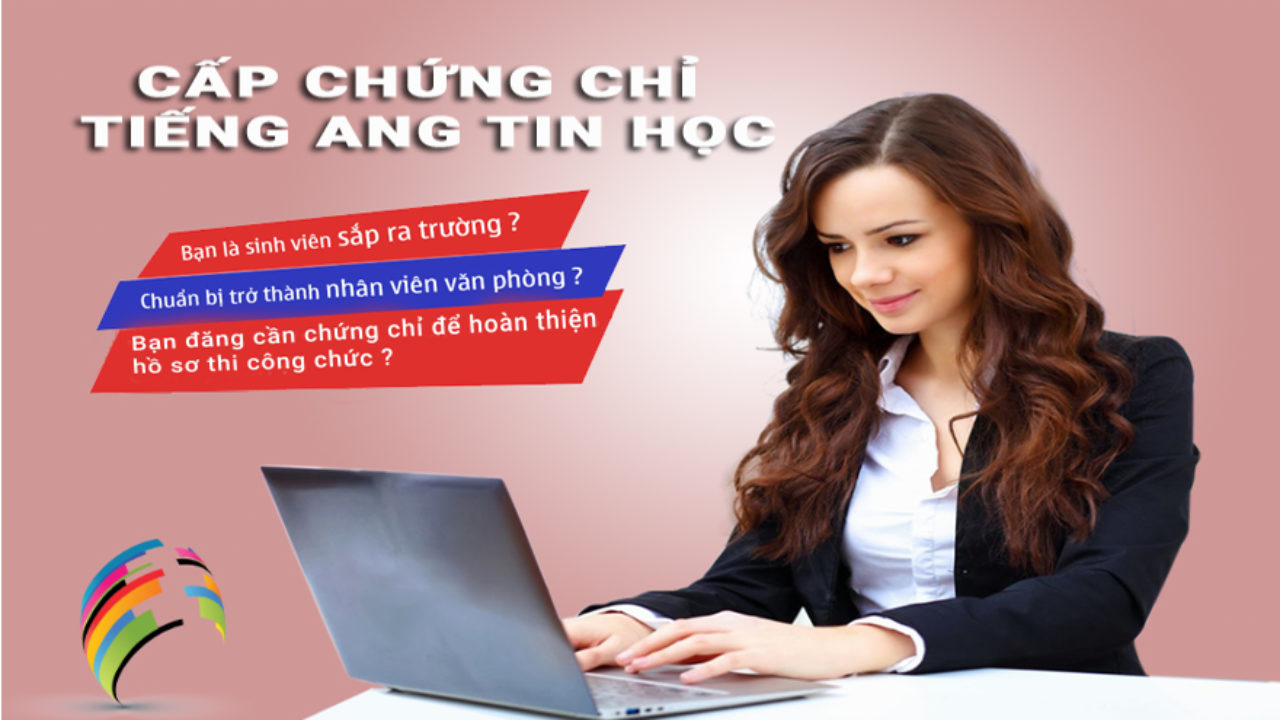 CẤP CHỨNG CHỈ
TIẾNG ANG TIN HỌC
Bạn là sinh viên sắp ra trường ?
Chuẩn bị trở thành nhân viên văn phòng ?
Bạn đăng cần chứng chỉ để hoàn thiện
hồ sơ thi công chức ?